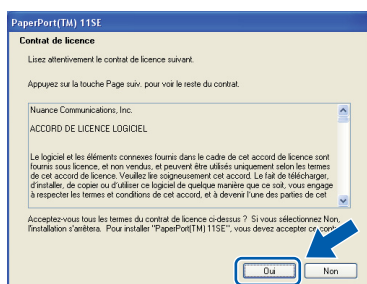 PaperPort(TM) 11SE
Contrat de licence
Lisez attentivement le contrat de licence suivant.
Appuyez sur la touche Page suiv. pour voir le reste du contrat.
Nuance Communications, Inc.
ACCORD DE LICENCE LOGICIEL
Le logiciel et les éléments connexes fournis dans le cadre de cet accord de licence sont
fournis sous licence, et non vendus, et peuvent être utilisés uniquement selon les termes
de cet accord de licence. Veuillez lire soigneusement cet accord. Le fait de télécharger,
d'installer, de copier ou d'utiliser ce logiciel de quelque manière que ce soit, vous engage
à respecter les termes et conditions de cet accord, et à devenir l'une des parties de cet
Acceptez-vous tous les termes du contrat de licence ci-dessus ? Si vous sélectionnez Non,
l'installation s'arrêtera. Pour installer "PaperPort(TM) 11SE", vous devez accepter ce
Oui Non